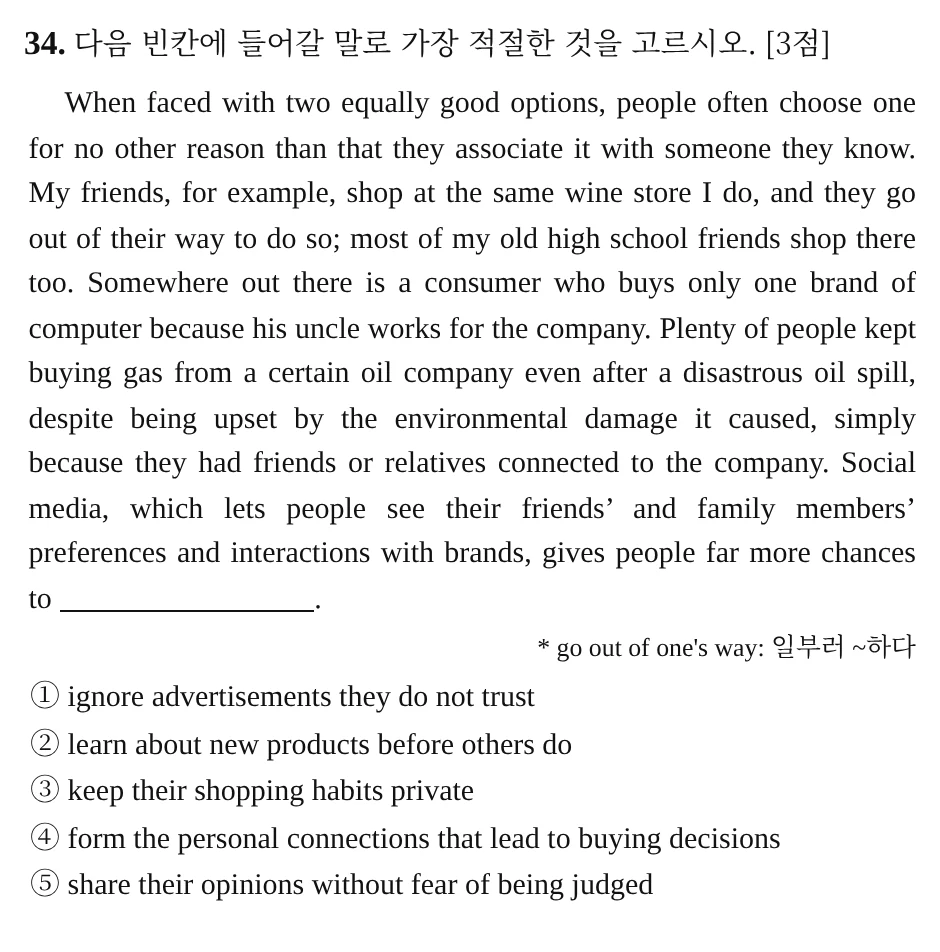 34. 다음 빈칸에 들어갈 말로 가장 적절한 것을 고르시오. [3점]
When faced with two equally good options, people often choose one
for no other reason than that they associate it with someone they know.
My friends, for example, shop at the same wine store I do, and they go
out of their way to do so; most of my old high school friends shop there
too. Somewhere out there is a consumer who buys only one brand of
computer because his uncle works for the company. Plenty of people kept
buying gas from a certain oil company even after a disastrous oil spill,
despite being upset by the environmental damage it caused, simply
because they had friends or relatives connected to the company. Social
media, which lets people see their friends’ and family members’
preferences and interactions with brands, gives people far more chances
to ________________.
* go out of one's way: 일부러 ~하다
① ignore advertisements they do not trust
② learn about new products before others do
③ keep their shopping habits private
④ form the personal connections that lead to buying decisions
⑤ share their opinions without fear of being judged